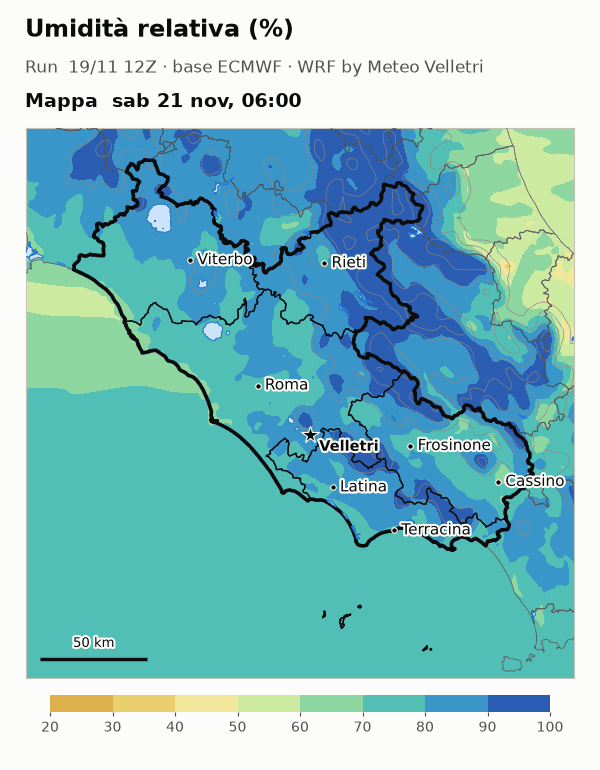 Umidità relativa (%)
Run  19/11 12Z · base ECMWF · WRF by Meteo Velletri
Mappa  sab 21 nov, 06:00
Viterbo
Rieti
Roma
Velletri
Frosinone
Latina
Cassino
Terracina
50 km
20 30 40 50 60 70 80 90 100